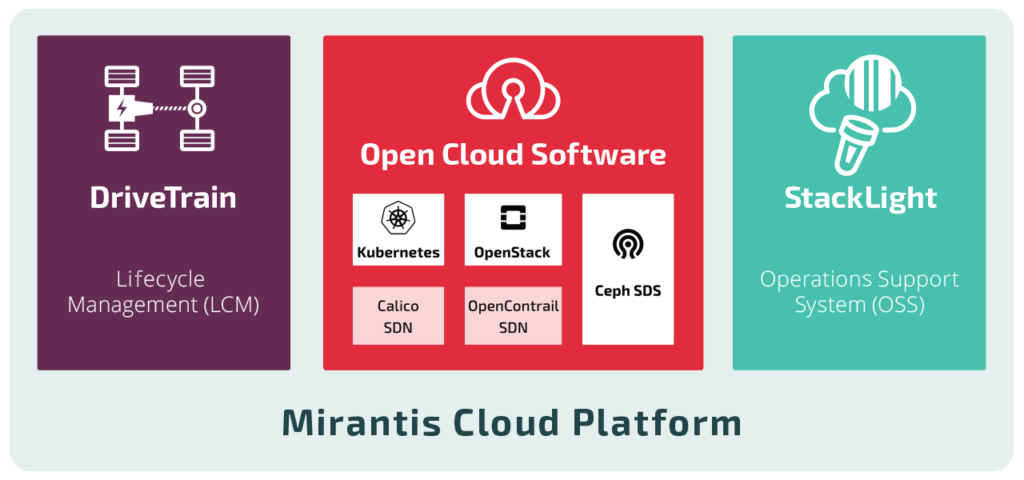 DriveTrain
Lifecycle
Management (LCM)
Open Cloud Software
Kubernetes
OpenStack
Ceph SDS
Calico
SDN
OpenContrail
SDN
StackLight
Operations Support
System (OSS)
Mirantis Cloud Platform